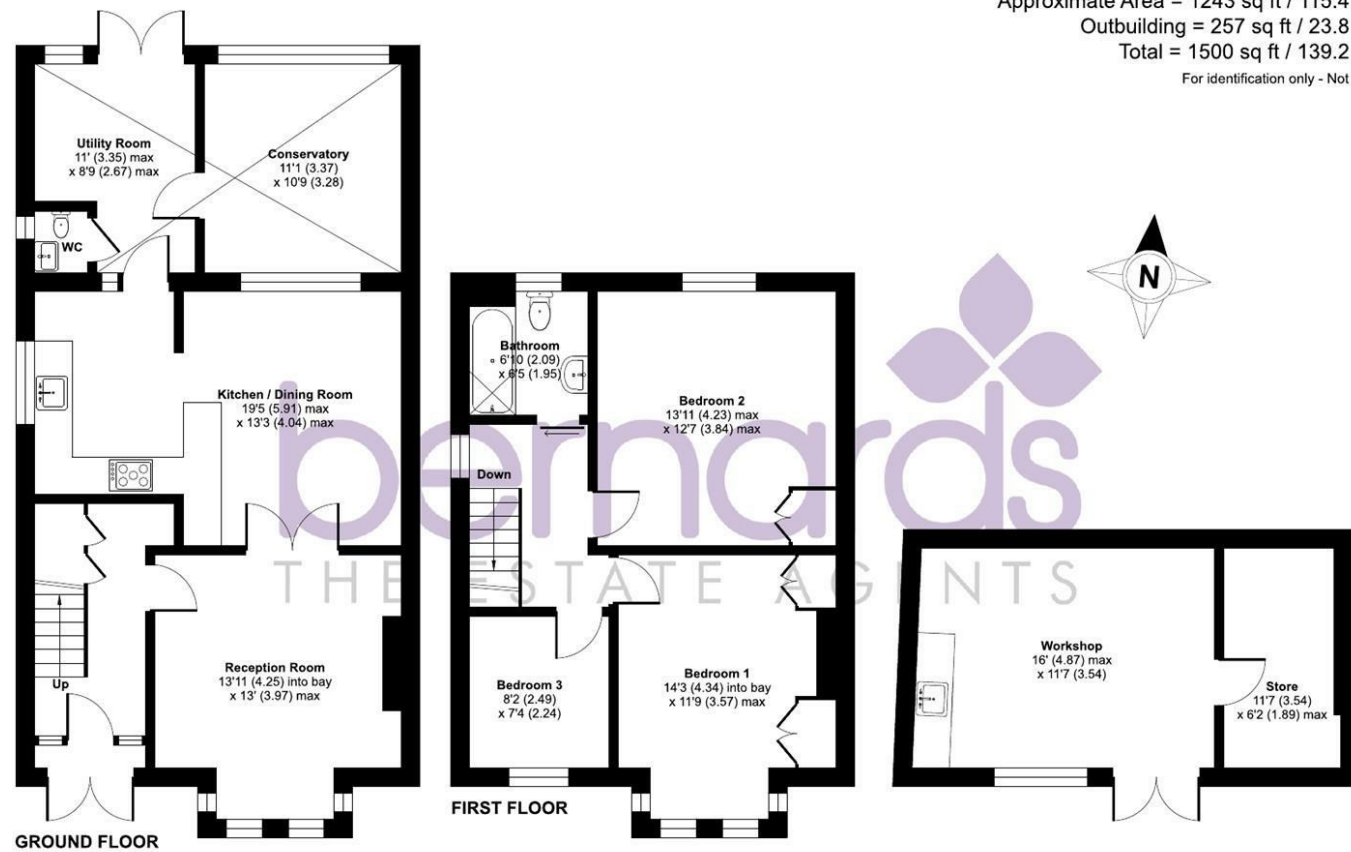 Approximate Area = 1243 sq ft / 115.4
Outbuilding = 257 sq ft / 23.8
Total = 1500 sq ft / 139.2
For identification only - Not
Utility Room
11' (3.35) max
x 8'9 (2.67) max
Conservatory
11'1 (3.37)
x 10'9 (3.28)
WC
Kitchen / Dining Room
19'5 (5.91) max
x 13'3 (4.04) max
Reception Room
13'11 (4.25) into bay
x 13' (3.97) max
Up
GROUND FLOOR
Bathroom
6'10 (2.09)
x 6'5 (1.95)
Bedroom 2
13'11 (4.23) max
x 12'7 (3.84) max
Down
Bedroom 3
8'2 (2.49)
x 7'4 (2.24)
Bedroom 1
14'3 (4.34) into bay
x 11'9 (3.57) max
FIRST FLOOR
N
Workshop
16' (4.87) max
x 11'7 (3.54)
Store
11'7 (3.54)
x 6'2 (1.89) max
bernards
THE ESTATE AGENTS